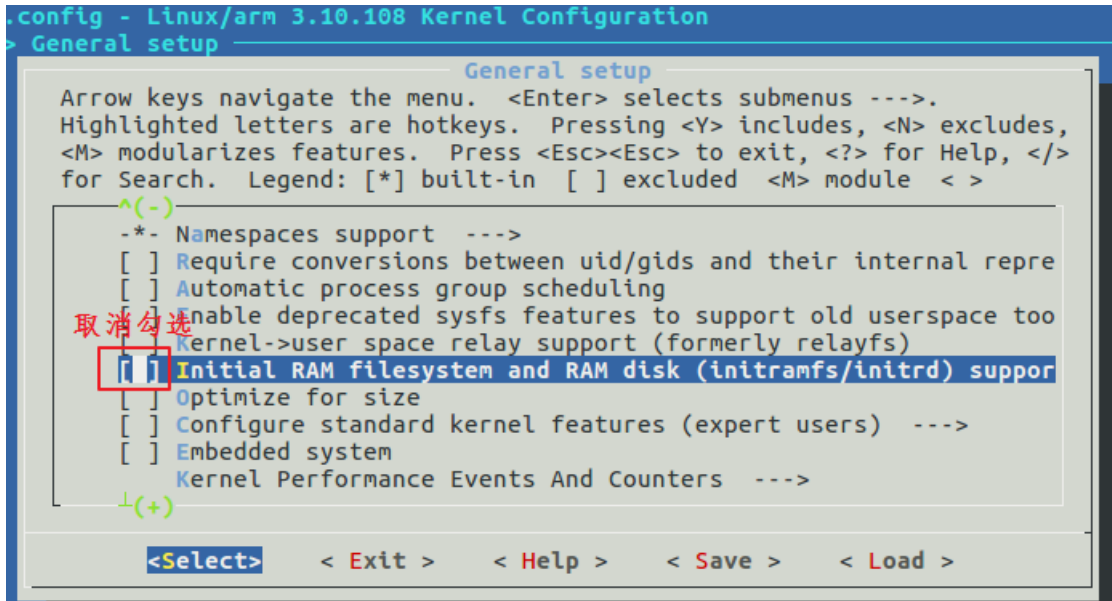 .config - Linux/arm 3.10.108 Kernel Configuration
> General setup
General setup
Arrow keys navigate the menu.  <Enter> selects submenus --->.
Highlighted letters are hotkeys.  Pressing <Y> includes, <N> excludes,
<M> modularizes features.  Press <Esc><Esc> to exit, <?> for Help, </>
for Search.  Legend: [*] built-in  [ ] excluded  <M> module  < >
^(-)
-*- Namespaces support  --->
[ ] Require conversions between uid/gids and their internal repre
[ ] Automatic process group scheduling
[ ] Enable deprecated sysfs features to support old userspace too
取消勾选
[ ] Kernel->user space relay support (formerly relayfs)
[ ] Initial RAM filesystem and RAM disk (initramfs/initrd) suppor
[ ] Optimize for size
[ ] Configure standard kernel features (expert users)  --->
[ ] Embedded system
Kernel Performance Events And Counters  --->
┴(+)
<Select>    < Exit >    < Help >    < Save >    < Load >